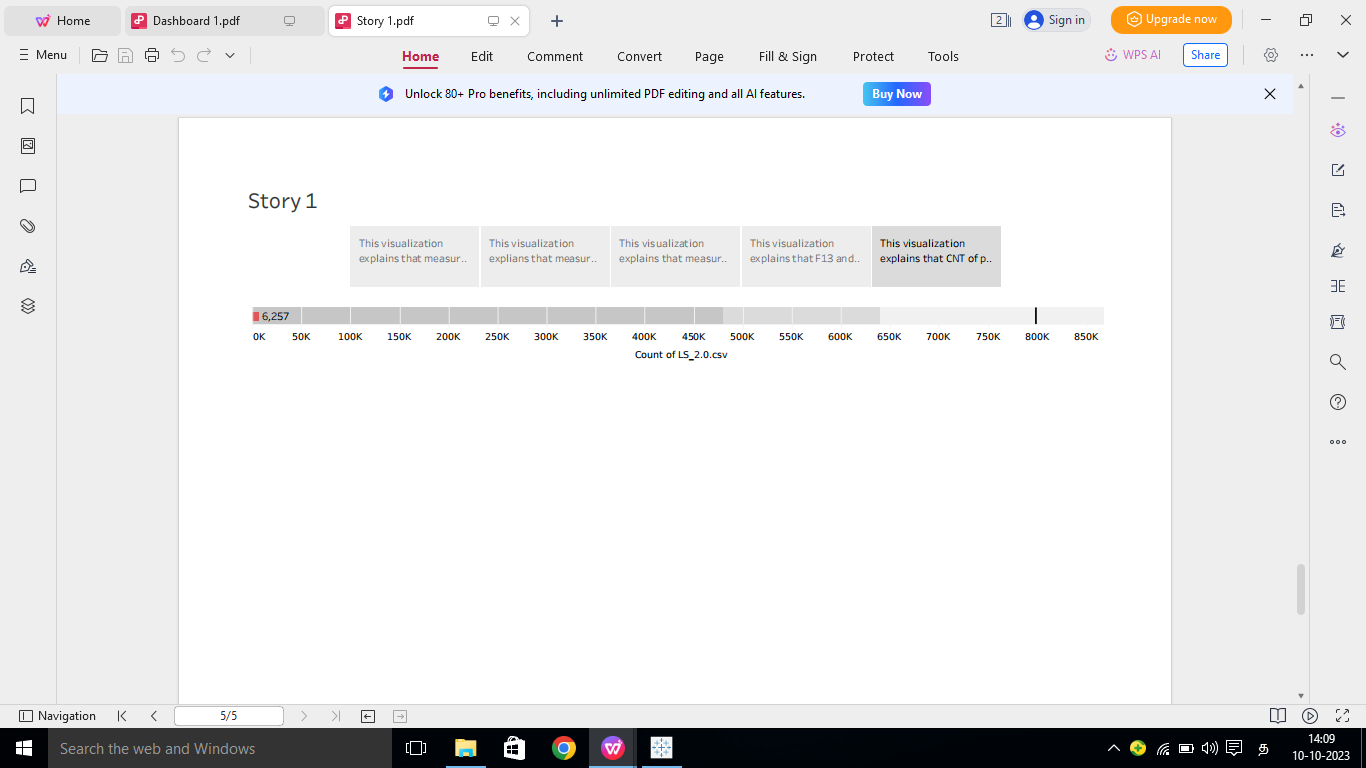 Home
Dashboard 1.pdf
Story 1.pdf
2
Sign in
Upgrade now
Menu
Home Edit Comment Convert Page Fill & Sign Protect Tools
WPS AI
Share
Unlock 80+ Pro benefits, including unlimited PDF editing and all AI features.
Buy Now
Story 1
This visualization
explains that measur..
This visualization
explians that measur..
This visualization
explains that measur..
This visualization
explains that F13 and..
This visualization
explains that CNT of p..
6,257
0K 50K 100K 150K 200K 250K 300K 350K 400K 450K 500K 550K 600K 650K 700K 750K 800K 850K
Count of LS_2.0.csv
Navigation
5/5
Search the web and Windows
த
14:09
10-10-2023